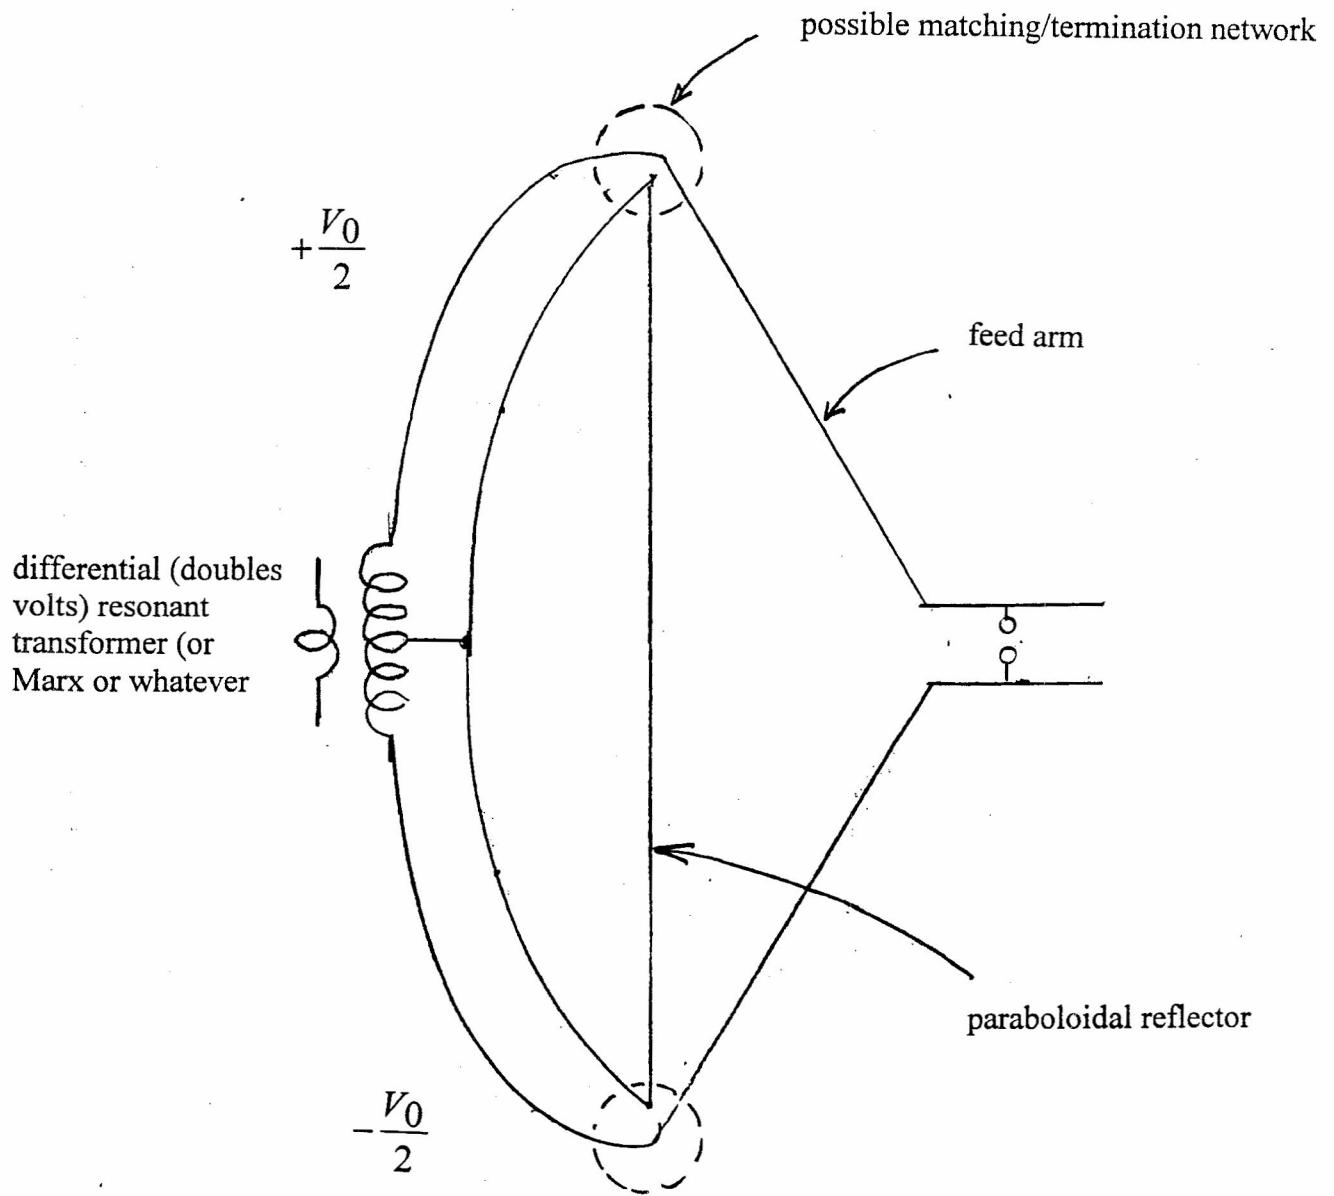 possible matching/termination network
+V0/2
feed arm
differential (doubles
volts) resonant
transformer (or
Marx or whatever
paraboloidal reflector
-V0/2